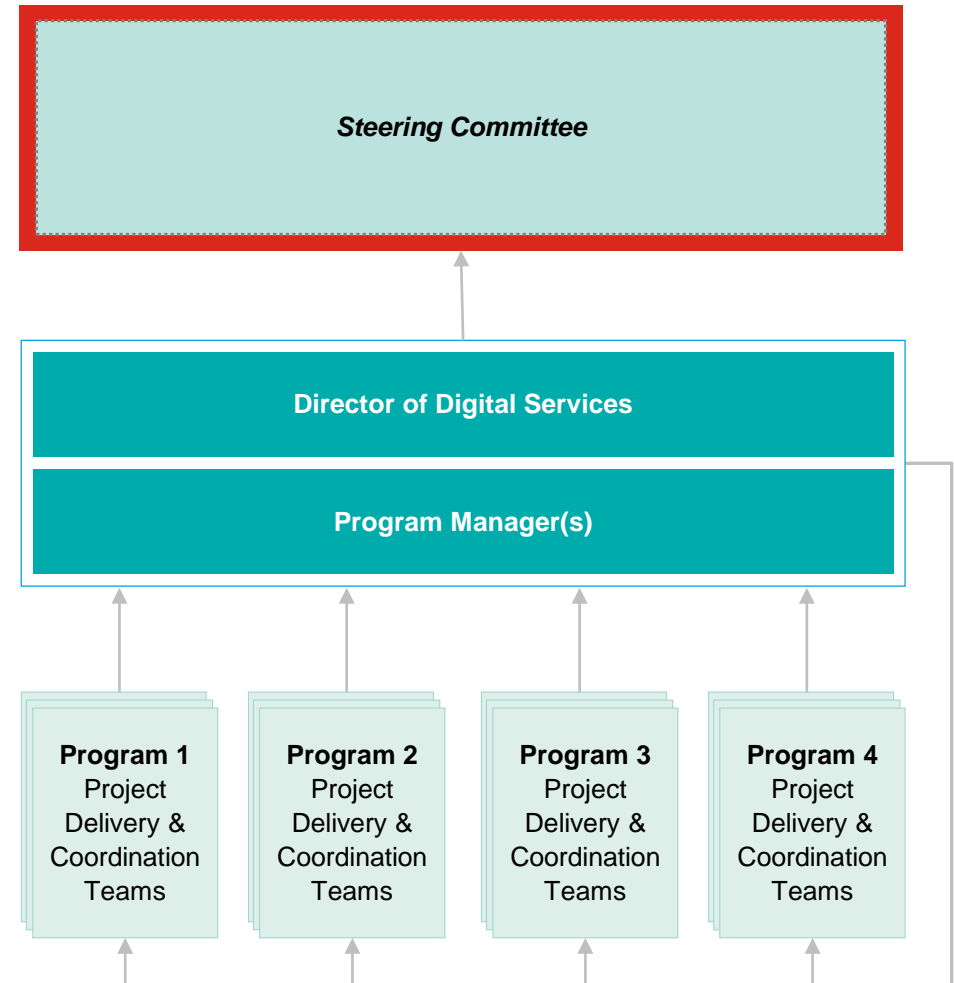 Steering Committee
Director of Digital Services
Program Manager(s)
Program 1
Project
Delivery &
Coordination
Teams
Program 2
Project
Delivery &
Coordination
Teams
Program 3
Project
Delivery &
Coordination
Teams
Program 4
Project
Delivery &
Coordination
Teams